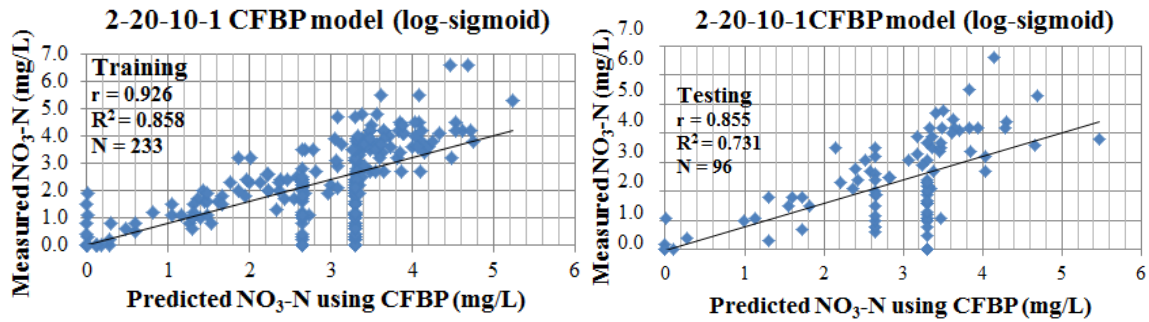 2-20-10-1 CFBP model (log-sigmoid)
Measured NO₃-N (mg/L)
7.0
6.0
5.0
4.0
3.0
2.0
1.0
0.0
Training
r = 0.926
R² = 0.858
N = 233
0 1 2 3 4 5 6
Predicted NO₃-N using CFBP (mg/L)
2-20-10-1CFBP model (log-sigmoid)
Measured NO₃-N (mg/L)
6.0
5.0
4.0
3.0
2.0
1.0
0.0
Testing
r = 0.855
R² = 0.731
N = 96
0 1 2 3 4 5 6
Predicted NO₃-N using CFBP (mg/L)